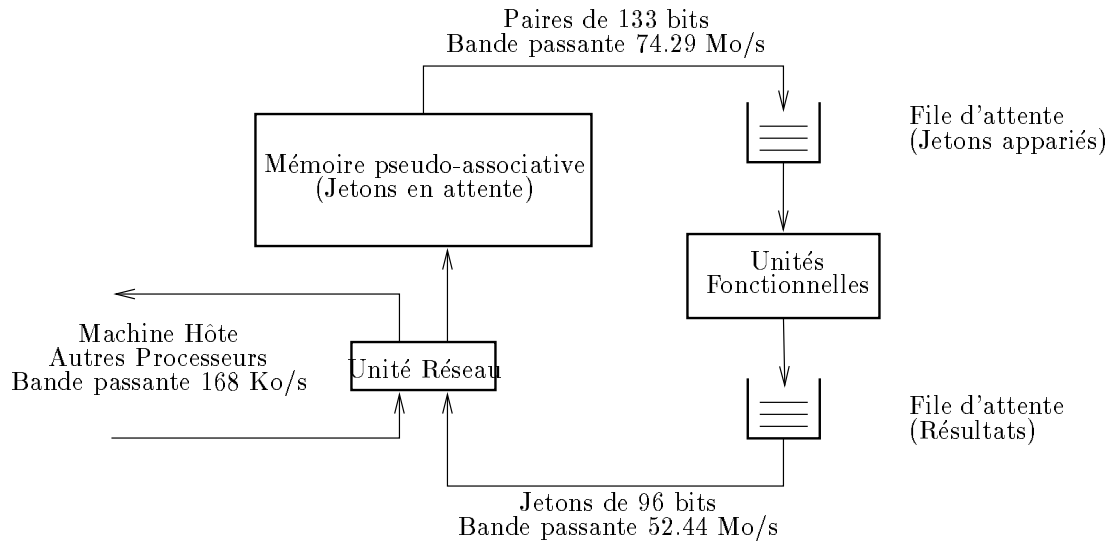 Paires de 133 bits
Bande passante 74.29 Mo/s
File d'attente
(Jetons appariés)
Mémoire pseudo-associative
(Jetons en attente)
Unités
Fonctionnelles
Machine Hôte
Autres Processeurs
Bande passante 168 Ko/s
Unité Réseau
File d'attente
(Résultats)
Jetons de 96 bits
Bande passante 52.44 Mo/s